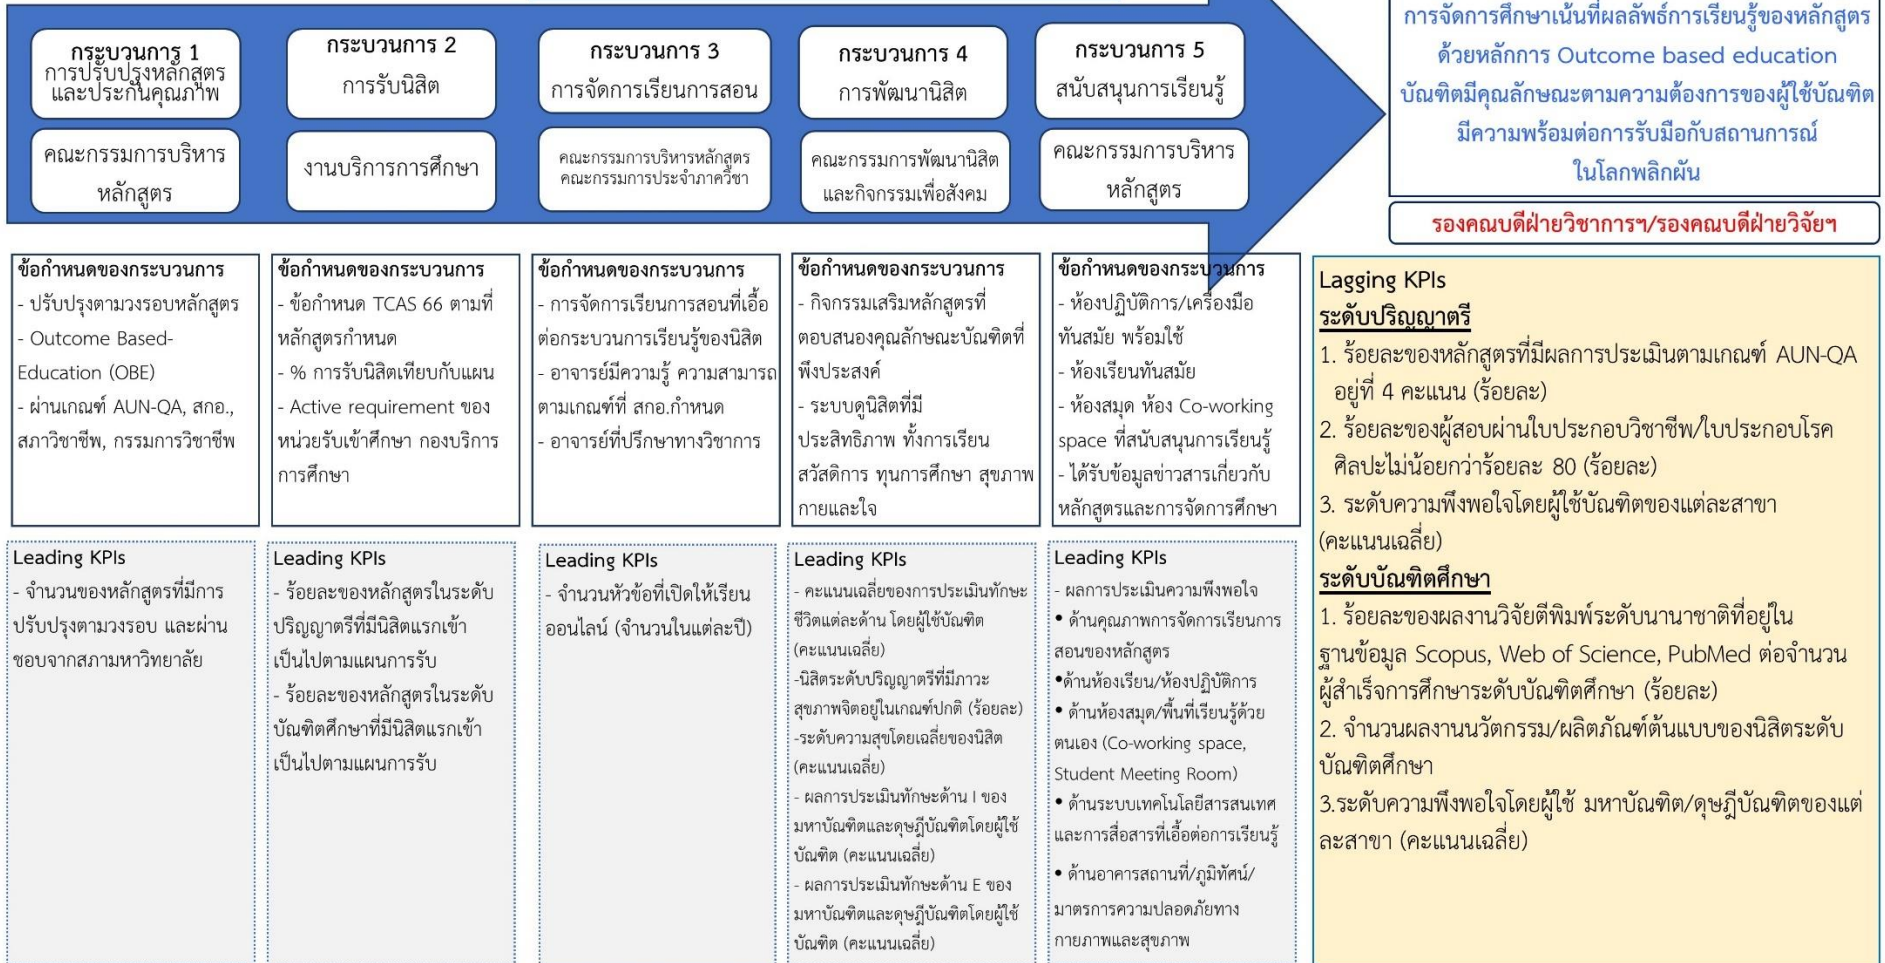 กระบวนการ 1
การปรับปรุงหลักสูตร
และประกันคุณภาพ
คณะกรรมการบริหาร
หลักสูตร
กระบวนการ 2
การรับนิสิต
งานบริการการศึกษา
กระบวนการ 3
การจัดการเรียนการสอน
คณะกรรมการบริหารหลักสูตร
คณะกรรมการประจำภาควิชา
กระบวนการ 4
การพัฒนานิสิต
คณะกรรมการพัฒนานิสิต
และกิจกรรมเพื่อสังคม
กระบวนการ 5
สนับสนุนการเรียนรู้
คณะกรรมการบริหาร
หลักสูตร
การจัดการศึกษาเน้นที่ผลลัพธ์การเรียนรู้ของหลักสูตร
ด้วยหลักการ Outcome based education
บัณฑิตมีคุณลักษณะตามความต้องการของผู้ใช้บัณฑิต
มีความพร้อมต่อการรับมือกับสถานการณ์
ในโลกพลิกผัน
รองคณบดีฝ่ายวิชาการฯ/รองคณบดีฝ่ายวิจัยฯ
ข้อกำหนดของกระบวนการ
- ปรับปรุงตามวงรอบหลักสูตร
- Outcome Based-
Education (OBE)
- ผ่านเกณฑ์ AUN-QA, สกอ.,
สภาวิชาชีพ, กรรมการวิชาชีพ
ข้อกำหนดของกระบวนการ
- ข้อกำหนด TCAS 66 ตามที่
หลักสูตรกำหนด
- % การรับนิสิตเทียบกับแผน
- Active requirement ของ
หน่วยรับเข้าศึกษา กองบริการ
การศึกษา
ข้อกำหนดของกระบวนการ
- การจัดการเรียนการสอนที่เอื้อ
ต่อกระบวนการเรียนรู้ของนิสิต
- อาจารย์มีความรู้ ความสามารถ
ตามเกณฑ์ที่ สกอ.กำหนด
- อาจารย์ที่ปรึกษาทางวิชาการ
ข้อกำหนดของกระบวนการ
- กิจกรรมเสริมหลักสูตรที่
ตอบสนองคุณลักษณะบัณฑิตที่
พึงประสงค์
- ระบบดูนิสิตที่มี
ประสิทธิภาพ ทั้งการเรียน
สวัสดิการ ทุนการศึกษา สุขภาพ
กายและใจ
ข้อกำหนดของกระบวนการ
- ห้องปฏิบัติการ/เครื่องมือ
ทันสมัย พร้อมใช้
- ห้องเรียนทันสมัย
- ห้องสมุด ห้อง Co-working
space ที่สนับสนุนการเรียนรู้
- ได้รับข้อมูลข่าวสารเกี่ยวกับ
หลักสูตรและการจัดการศึกษา
Leading KPIs
- จำนวนของหลักสูตรที่มีการ
ปรับปรุงตามวงรอบ และผ่าน
ชอบจากสภามหาวิทยาลัย
Leading KPIs
- ร้อยละของหลักสูตรในระดับ
ปริญญาตรีที่มีนิสิตแรกเข้า
เป็นไปตามแผนการรับ
- ร้อยละของหลักสูตรในระดับ
บัณฑิตศึกษาที่มีนิสิตแรกเข้า
เป็นไปตามแผนการรับ
Leading KPIs
- จำนวนหัวข้อที่เปิดให้เรียน
ออนไลน์ (จำนวนในแต่ละปี)
Leading KPIs
- คะแนนเฉลี่ยของการประเมินทักษะ
ชีวิตแต่ละด้าน โดยผู้ใช้บัณฑิต
(คะแนนเฉลี่ย)
-นิสิตระดับปริญญาตรีที่มีภาวะ
สุขภาพจิตอยู่ในเกณฑ์ปกติ (ร้อยละ)
-ระดับความสุขโดยเฉลี่ยของนิสิต
(คะแนนเฉลี่ย)
- ผลการประเมินทักษะด้าน I ของ
มหาบัณฑิตและดุษฎีบัณฑิตโดยผู้ใช้
บัณฑิต (คะแนนเฉลี่ย)
- ผลการประเมินทักษะด้าน E ของ
มหาบัณฑิตและดุษฎีบัณฑิตโดยผู้ใช้
บัณฑิต (คะแนนเฉลี่ย)
Leading KPIs
- ผลการประเมินความพึงพอใจ
• ด้านคุณภาพการจัดการเรียนการ
สอนของหลักสูตร
•ด้านห้องเรียน/ห้องปฏิบัติการ
• ด้านห้องสมุด/พื้นที่เรียนรู้ด้วย
ตนเอง (Co-working space,
Student Meeting Room)
• ด้านระบบเทคโนโลยีสารสนเทศ
และการสื่อสารที่เอื้อต่อการเรียนรู้
• ด้านอาคารสถานที่/ภูมิทัศน์/
มาตรการความปลอดภัยทาง
กายภาพและสุขภาพ
Lagging KPIs
ระดับปริญญาตรี
1. ร้อยละของหลักสูตรที่มีผลการประเมินตามเกณฑ์ AUN-QA
อยู่ที่ 4 คะแนน (ร้อยละ)
2. ร้อยละของผู้สอบผ่านใบประกอบวิชาชีพ/ใบประกอบโรค
ศิลปะไม่น้อยกว่าร้อยละ 80 (ร้อยละ)
3. ระดับความพึงพอใจโดยผู้ใช้บัณฑิตของแต่ละสาขา
(คะแนนเฉลี่ย)
ระดับบัณฑิตศึกษา
1. ร้อยละของผลงานวิจัยตีพิมพ์ระดับนานาชาติที่อยู่ใน
ฐานข้อมูล Scopus, Web of Science, PubMed ต่อจำนวน
ผู้สำเร็จการศึกษาระดับบัณฑิตศึกษา (ร้อยละ)
2. จำนวนผลงานนวัตกรรม/ผลิตภัณฑ์ต้นแบบของนิสิตระดับ
บัณฑิตศึกษา
3.ระดับความพึงพอใจโดยผู้ใช้ มหาบัณฑิต/ดุษฎีบัณฑิตของแต่
ละสาขา (คะแนนเฉลี่ย)